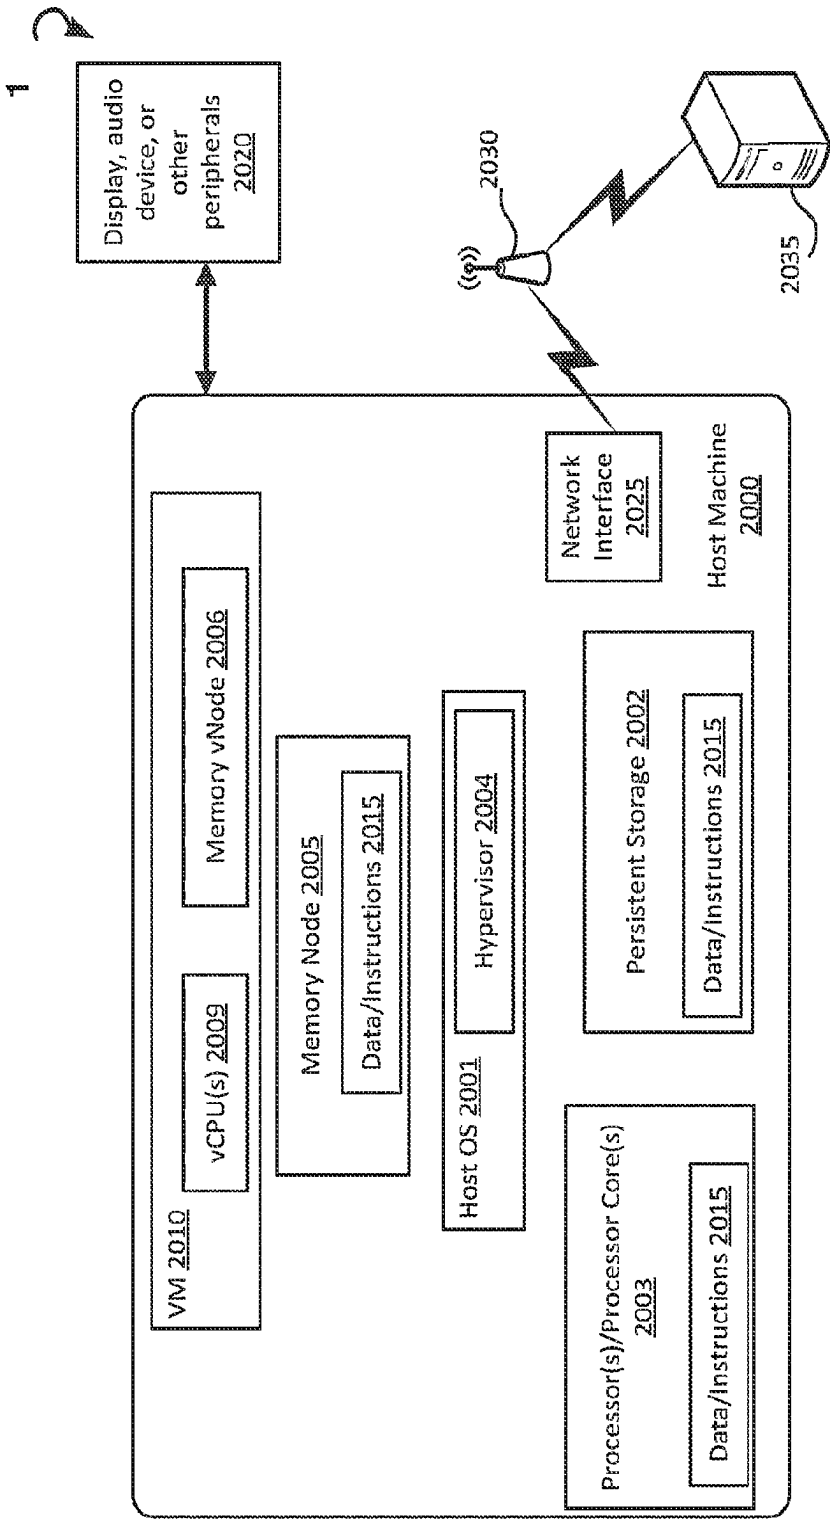 1
VM 2010
vCPU(s) 2009
Memory vNode 2006
Display, audio
device, or
other
peripherals
2020
Memory Node 2005
Data/Instructions 2015
Host OS 2001
Hypervisor 2004
2030
Processor(s)/Processor Core(s)
2003
Data/Instructions 2015
Persistent Storage 2002
Data/Instructions 2015
Network
Interface
2025
Host Machine
2000
2035